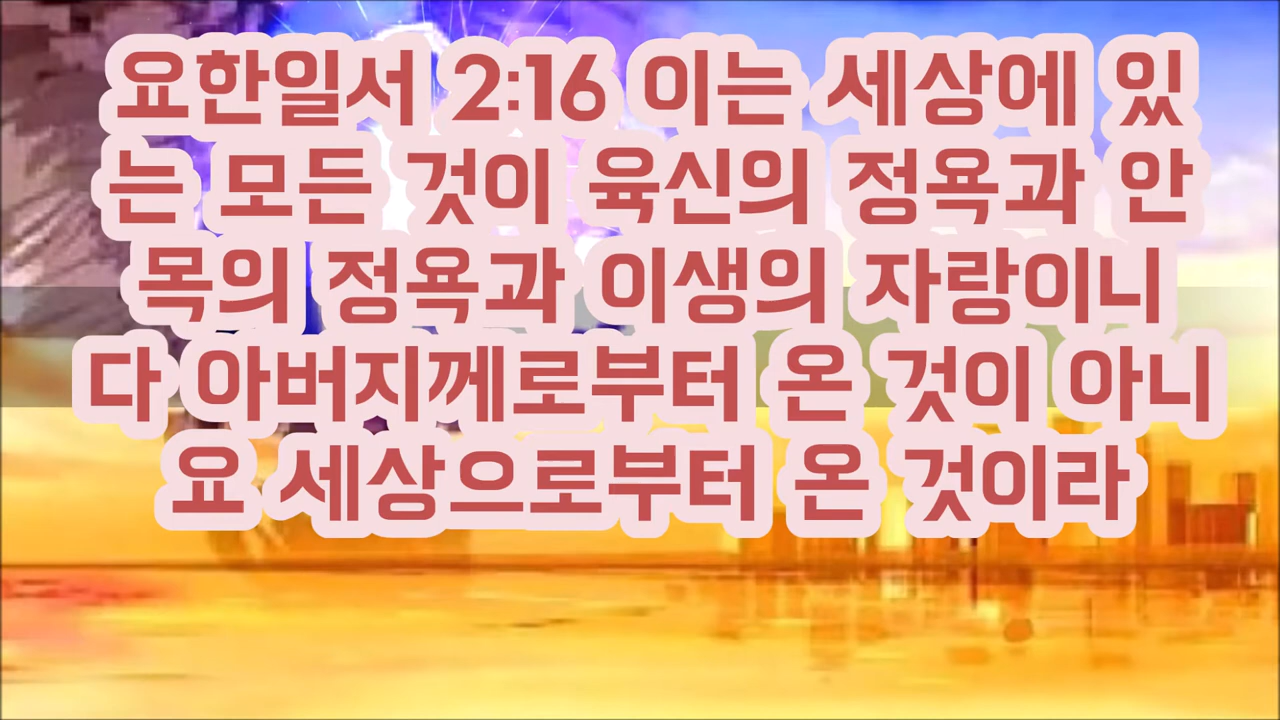 요한일서 2:16 이는 세상에 있
는 모든 것이 육신의 정욕과 안
목의 정욕과 이생의 자랑이니
다 아버지께로부터 온 것이 아니
요 세상으로부터 온 것이라